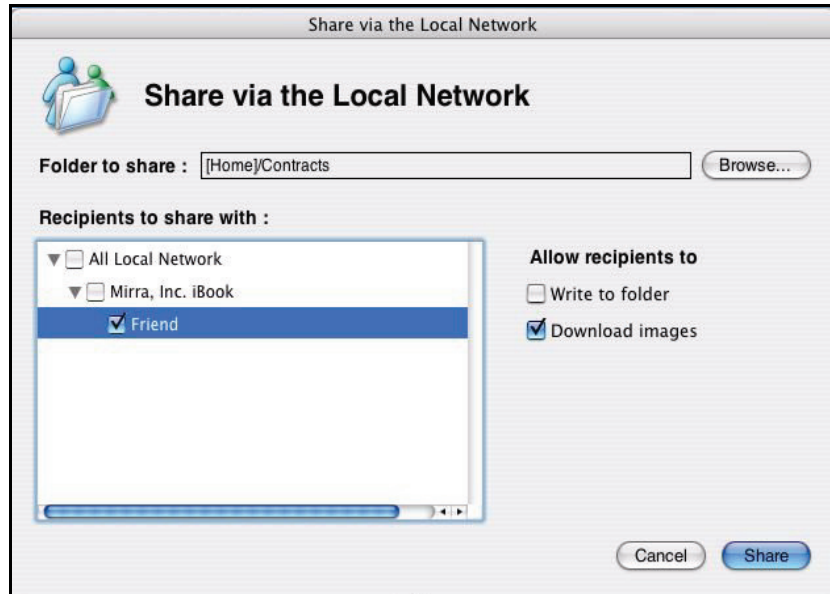 Share via the Local Network
Share via the Local Network
Folder to share : [Home]/Contracts Browse...
Recipients to share with :
All Local Network
Mirra, Inc. iBook
Friend
Allow recipients to
Write to folder
Download images
Cancel Share